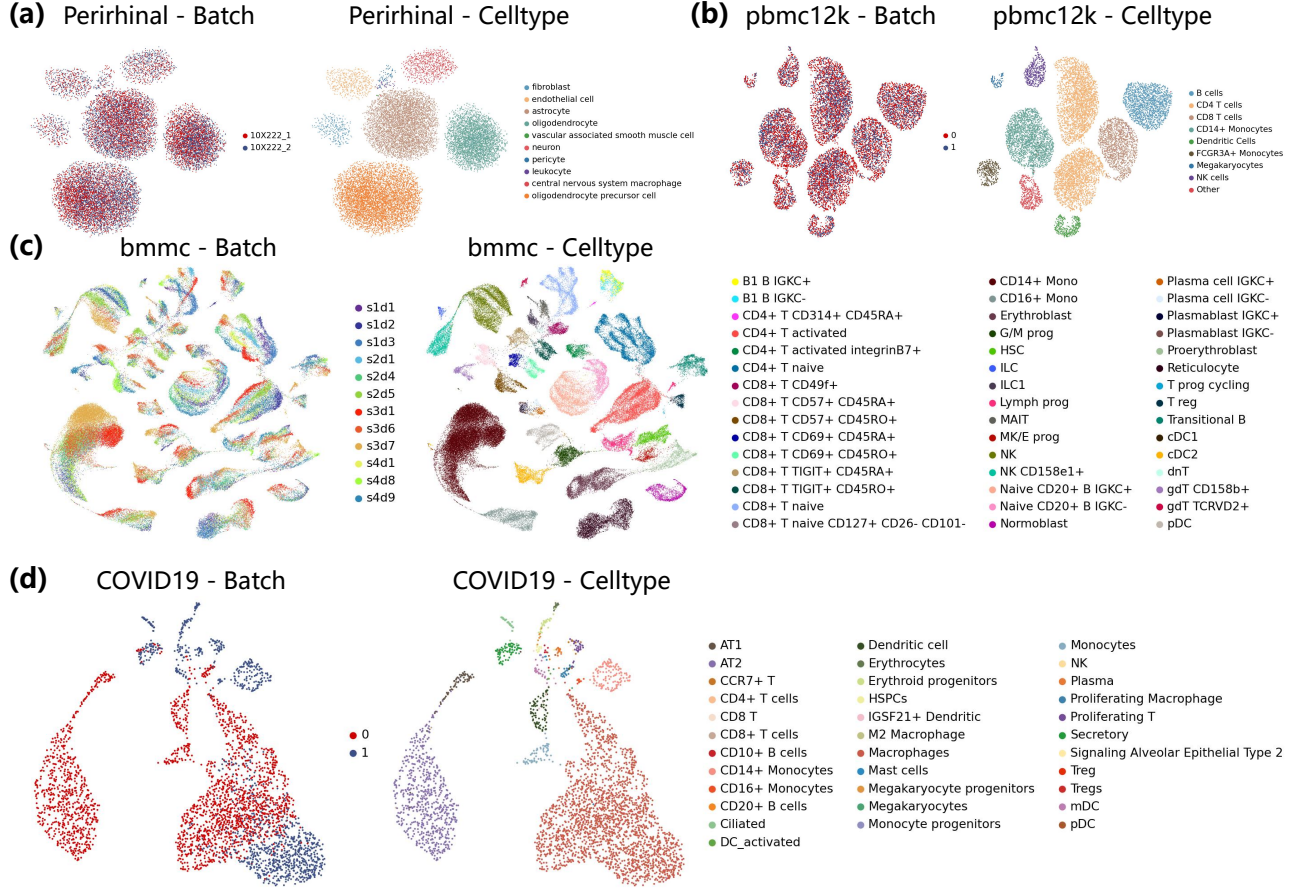 (a)
Perirhinal - Batch
Perirhinal - Celltype
10X222_1
10X222_2
fibroblast
endothelial cell
astrocyte
oligodendrocyte
vascular associated smooth muscle cell
neuron
pericyte
leukocyte
central nervous system macrophage
oligodendrocyte precursor cell
(b)
pbmc12k - Batch
pbmc12k - Celltype
0
1
B cells
CD4 T cells
CD8 T cells
CD14+ Monocytes
Dendritic Cells
FCGR3A+ Monocytes
Megakaryocytes
NK cells
Other
(c)
bmmc - Batch
bmmc - Celltype
s1d1
s1d2
s1d3
s2d1
s2d4
s2d5
s3d1
s3d6
s3d7
s4d1
s4d8
s4d9
B1 B IGKC+
B1 B IGKC-
CD4+ T CD314+ CD45RA+
CD4+ T activated
CD4+ T activated integrinB7+
CD4+ T naive
CD8+ T CD49f+
CD8+ T CD57+ CD45RA+
CD8+ T CD57+ CD45RO+
CD8+ T CD69+ CD45RA+
CD8+ T CD69+ CD45RO+
CD8+ T TIGIT+ CD45RA+
CD8+ T TIGIT+ CD45RO+
CD8+ T naive
CD8+ T naive CD127+ CD26- CD101-
CD14+ Mono
CD16+ Mono
Erythroblast
G/M prog
HSC
ILC
ILC1
Lymph prog
MAIT
MK/E prog
NK
NK CD158e1+
Naive CD20+ B IGKC+
Naive CD20+ B IGKC-
Normoblast
Plasma cell IGKC+
Plasma cell IGKC-
Plasmablast IGKC+
Plasmablast IGKC-
Proerythroblast
Reticulocyte
T prog cycling
T reg
Transitional B
cDC1
cDC2
dnT
gdT CD158b+
gdT TCRVD2+
pDC
(d)
COVID19 - Batch
COVID19 - Celltype
0
1
AT1
AT2
CCR7+ T
CD4+ T cells
CD8 T
CD8+ T cells
CD10+ B cells
CD14+ Monocytes
CD16+ Monocytes
CD20+ B cells
Ciliated
DC_activated
Dendritic cell
Erythrocytes
Erythroid progenitors
HSPCs
IGSF21+ Dendritic
M2 Macrophage
Macrophages
Mast cells
Megakaryocyte progenitors
Megakaryocytes
Monocyte progenitors
Monocytes
NK
Plasma
Proliferating Macrophage
Proliferating T
Secretory
Signaling Alveolar Epithelial Type 2
Treg
Tregs
mDC
pDC